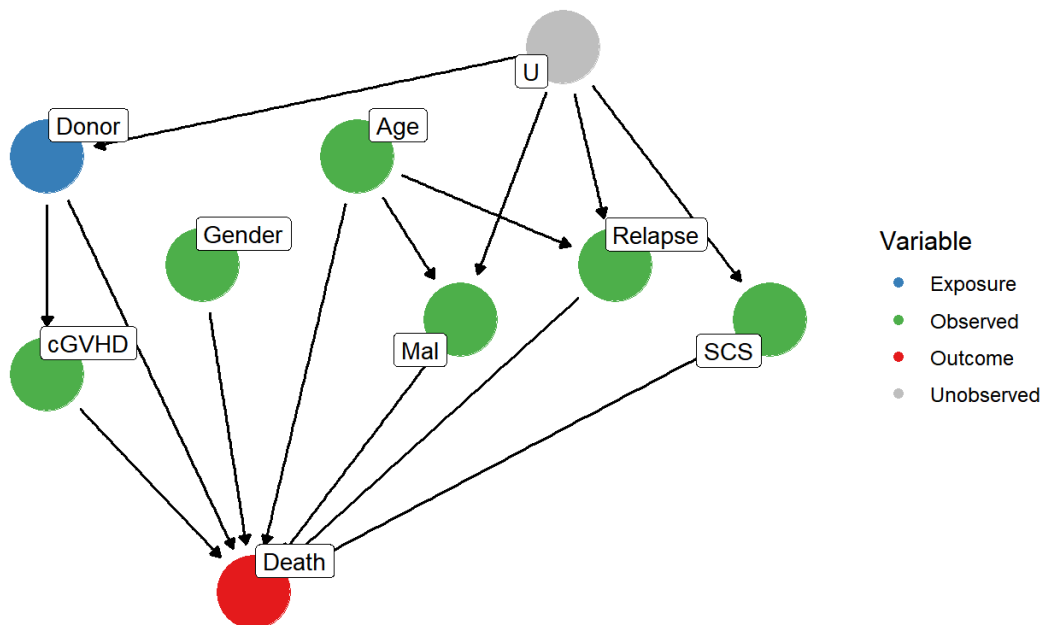 U
Donor
Age
Gender
Relapse
cGVHD
Mal
SCS
Death
Variable
Exposure
Observed
Outcome
Unobserved